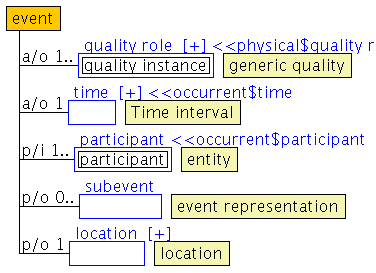 event
quality role [+] <<physical$quality r
a/o 1.. quality instance generic quality
time [+] <<occurrent$time
a/o 1 Time interval
participant <<occurrent$participant
p/i 1.. participant entity
subevent
p/o 0.. event representation
location [+]
p/o 1 location